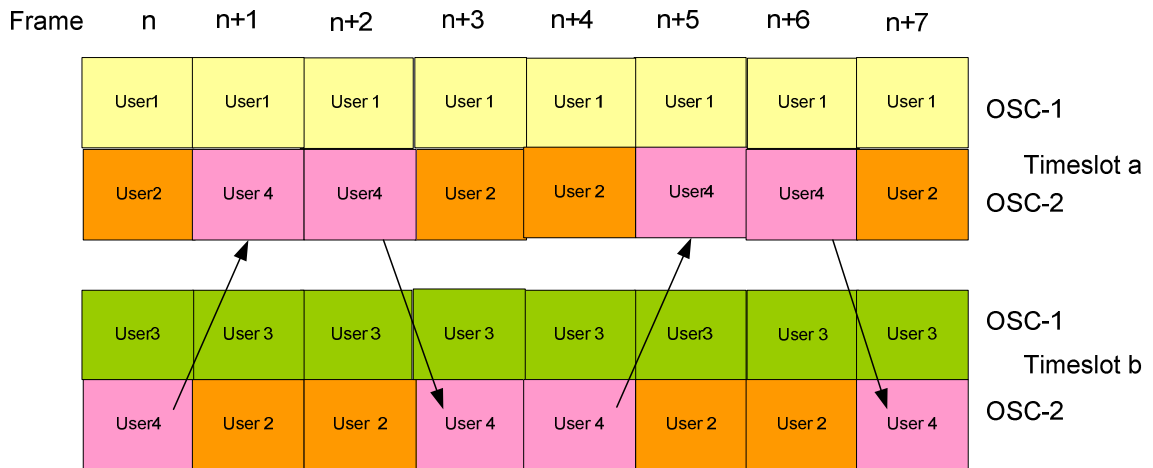 Frame n n+1 n+2 n+3 n+4 n+5 n+6 n+7
User1 User1 User 1 User 1 User 1 User 1 User 1 User 1 OSC-1
Timeslot a
User2 User 4 User4 User 2 User 2 User4 User4 User 2 OSC-2
User3 User 3 User3 User 3 User 3 User3 User 3 User 3 OSC-1
Timeslot b
User4 User 2 User 2 User 4 User 4 User 2 User 2 User 4 OSC-2